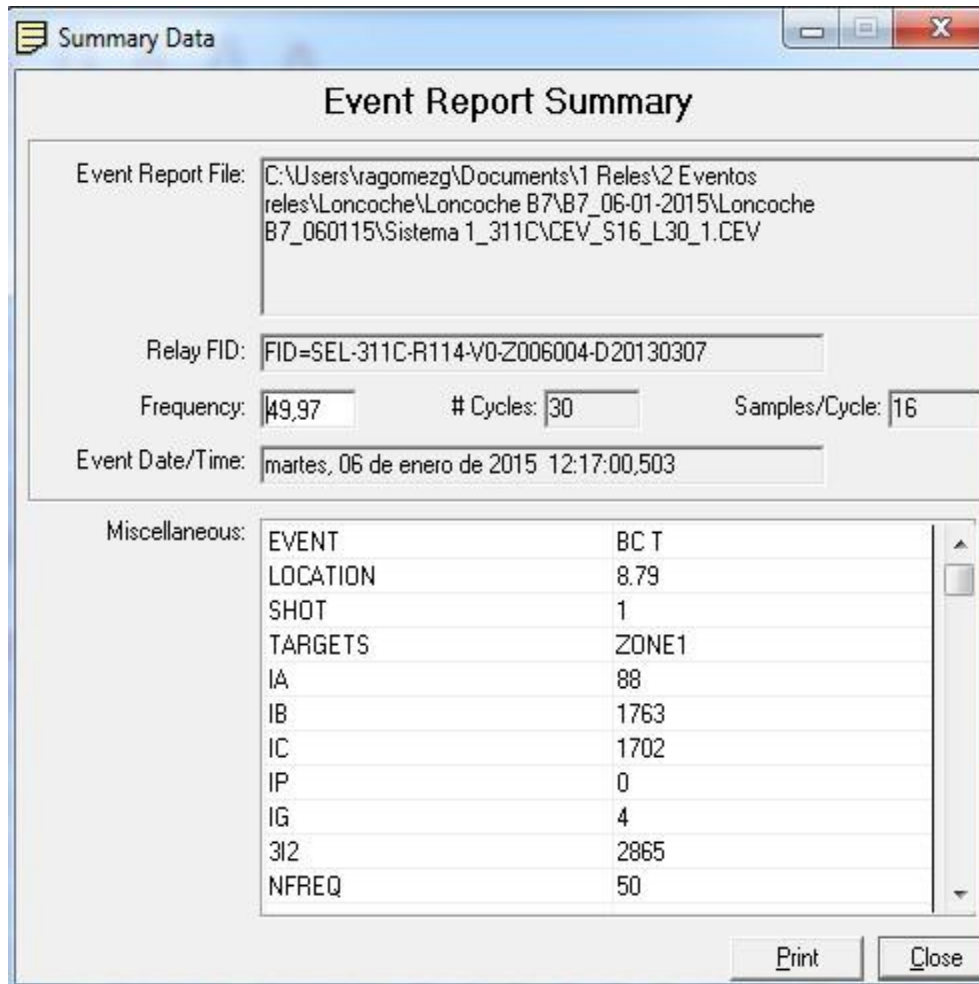 Summary Data
Event Report Summary
Event Report File: C:\Users\ragomezg\Documents\1 Reles\2 Eventos
reles\Loncoche\Loncoche B7\B7_06-01-2015\Loncoche
B7_060115\Sistema 1_311C\CEV_S16_L30_1.CEV
Relay FID: FID=SEL-311C-R114-V0-Z006004-D20130307
Frequency: 49,97 # Cycles: 30 Samples/Cycle: 16
Event Date/Time: martes, 06 de enero de 2015 12:17:00,503
Miscellaneous:
EVENT BC T
LOCATION 8.79
SHOT 1
TARGETS ZONE1
IA 88
IB 1763
IC 1702
IP 0
IG 4
3I2 2865
NFREQ 50
Print Close